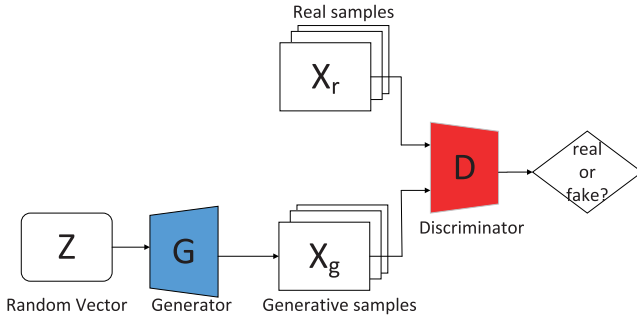 Real samples
Xr
D
real
or
fake?
Discriminator
Z
G
Xg
Random Vector
Generator
Generative samples